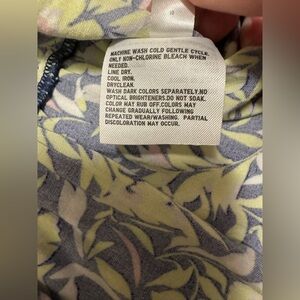 MACHINE WASH COLD GENTLE CYCLE.
ONLY NON-CHLORINE BLEACH WHEN
NEEDED.
LINE DRY.
COOL IRON.
DRYCLEAN.
WASH DARK COLORS SEPARATELY.NO
OPTICAL BRIGHTENERS.DO NOT SOAK.
COLOR MAY RUB OFF.COLORS MAY
CHANGE GRADUALLY FOLLOWING
REPEATED WEAR/WASHING. PARTIAL
DISCOLORATION MAY OCCUR.